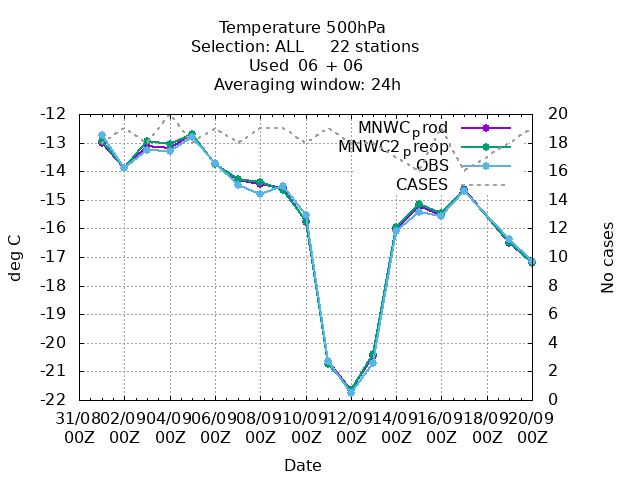 Temperature 500hPa
Selection: ALL     22 stations
Used  06 + 06
Averaging window: 24h
-12
-13
-14
-15
-16
-17
-18
-19
-20
-21
-22
deg C
20
18
16
14
12
10
8
6
4
2
0
No cases
MNWCprod
MNWC2preop
OBS
CASES
31/08 02/09 04/09 06/09 08/09 10/09 12/09 14/09 16/09 18/09 20/09
00Z 00Z 00Z 00Z 00Z 00Z 00Z 00Z 00Z 00Z 00Z
Date